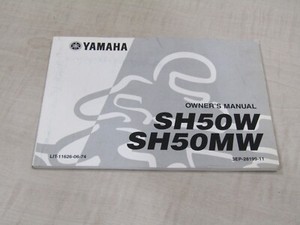 YAMAHA
OWNER'S MANUAL
SH50W
SH50MW
LIT-11626-06-74
3EP-28199-11